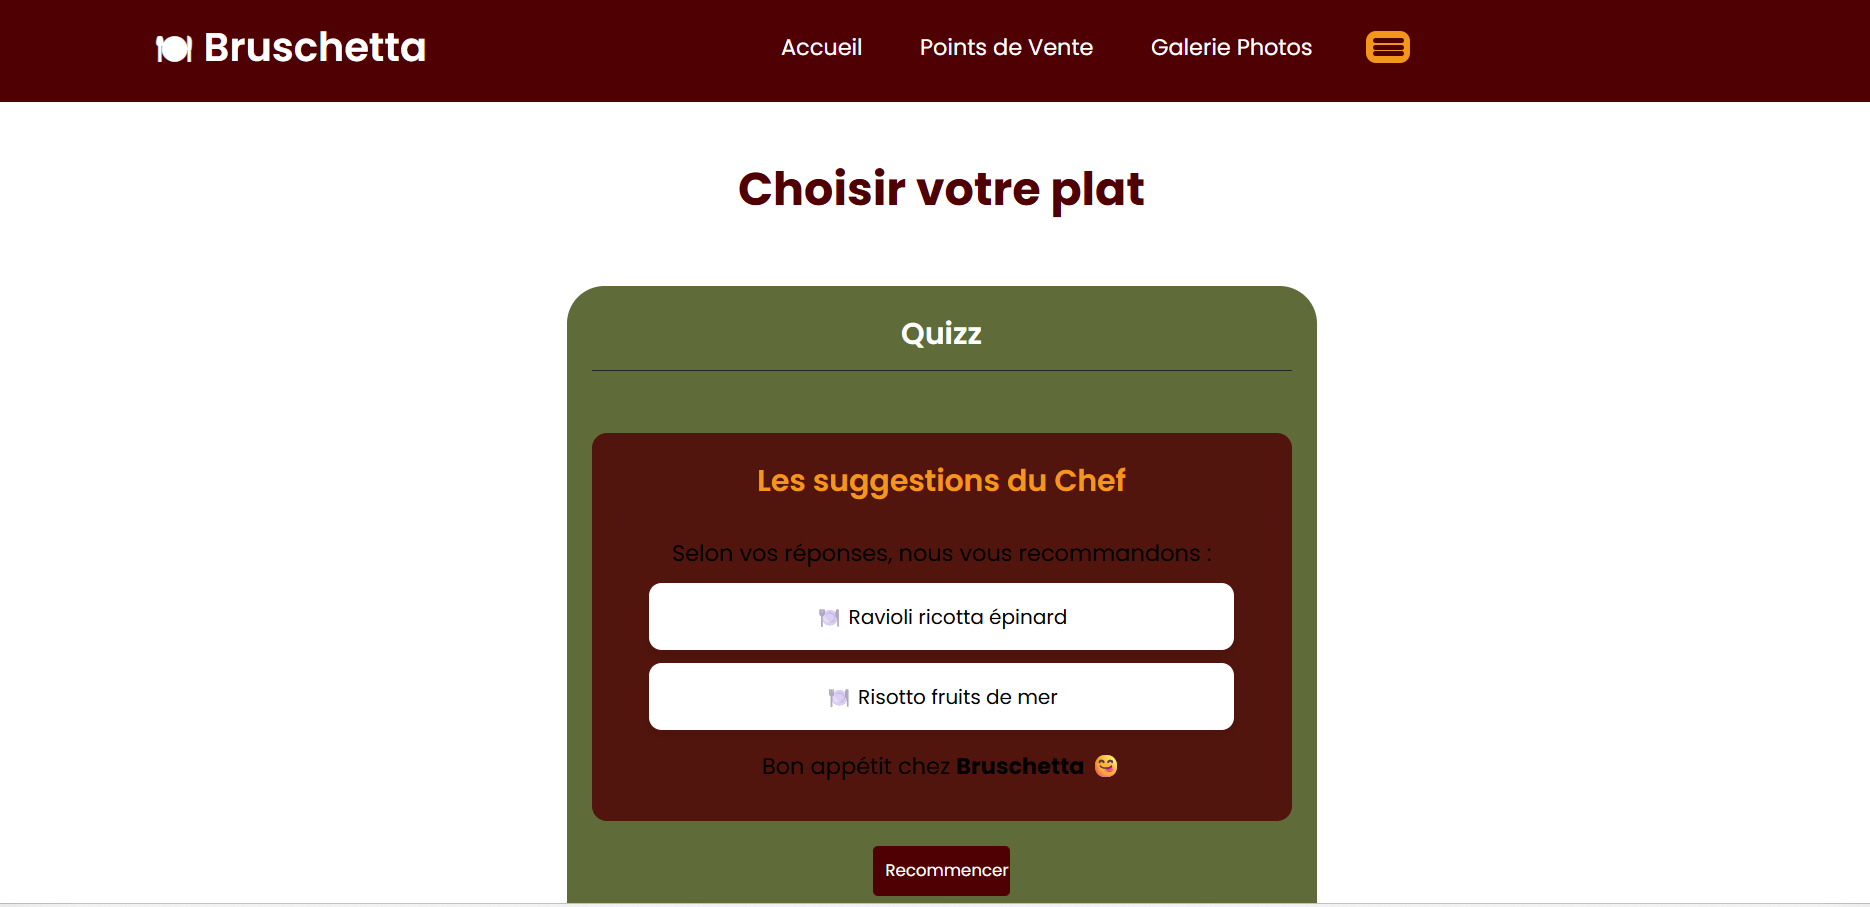 🍽 Bruschetta
Accueil Points de Vente Galerie Photos
Choisir votre plat
Quizz
Les suggestions du Chef
Selon vos réponses, nous vous recommandons :
🍽 Ravioli ricotta épinard
🍽 Risotto fruits de mer
Bon appétit chez Bruschetta 😋
Recommencer